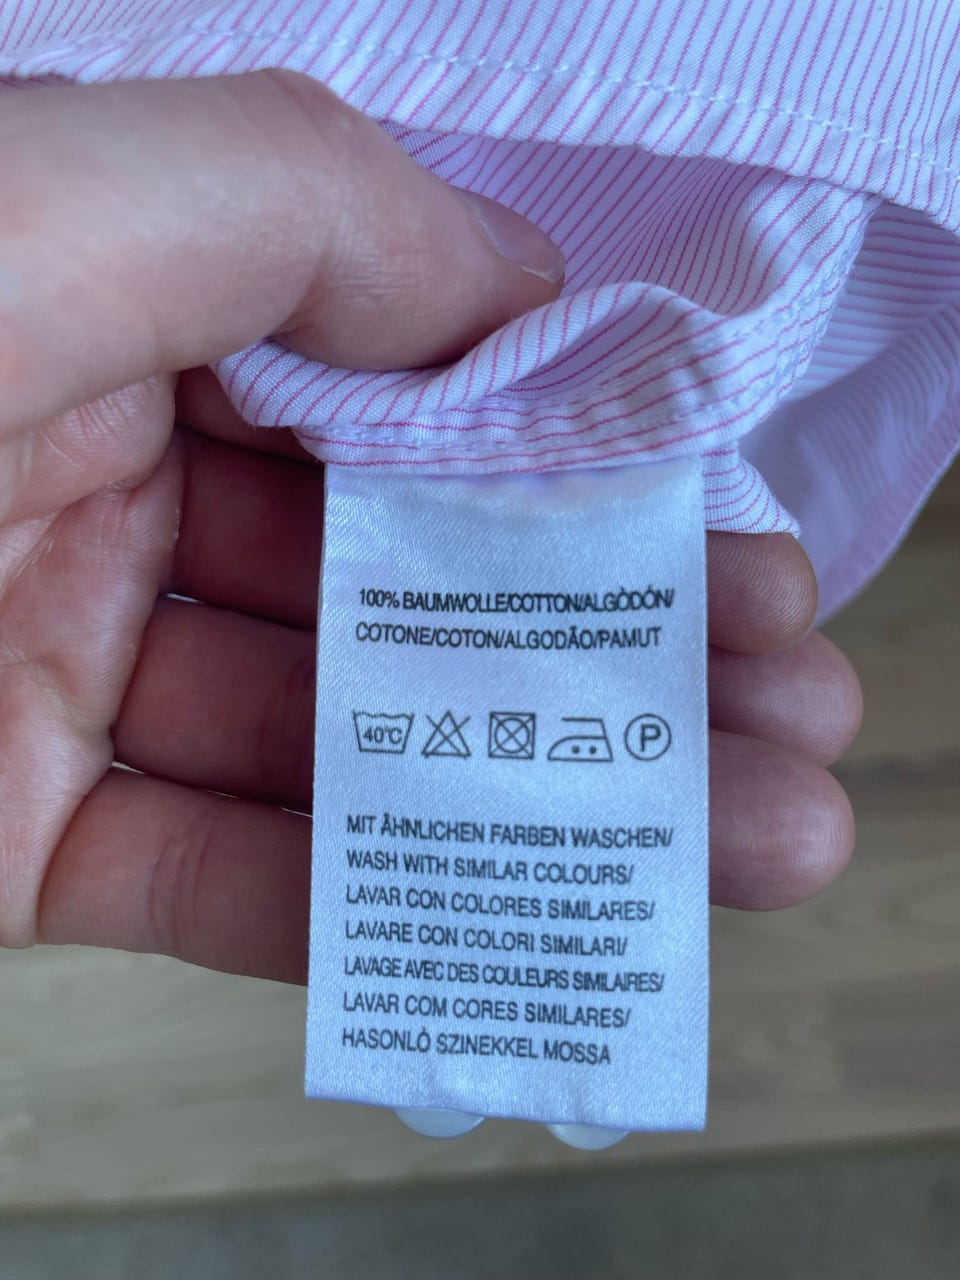 100% BAUMWOLLE/COTTON/ALGÒDÓN/
COTONE/COTON/ALGODÃO/PAMUT
40°C P
MIT ÄHNLICHEN FARBEN WASCHEN/
WASH WITH SIMILAR COLOURS/
LAVAR CON COLORES SIMILARES/
LAVARE CON COLORI SIMILARI/
LAVAGE AVEC DES COULEURS SIMILAIRES/
LAVAR COM CORES SIMILARES/
HASONLÒ SZINEKKEL MOSSA